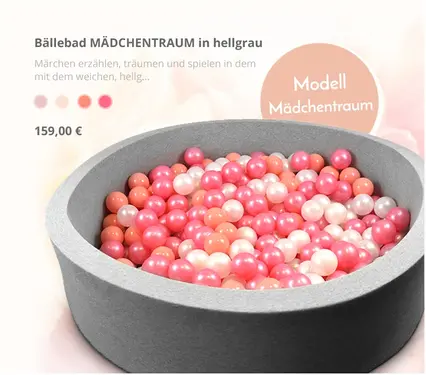 Bällebad MÄDCHENTRAUM in hellgrau
Märchen erzählen, träumen und spielen in dem
mit dem weichen, hellg...
159,00 €
Modell
Mädchentraum